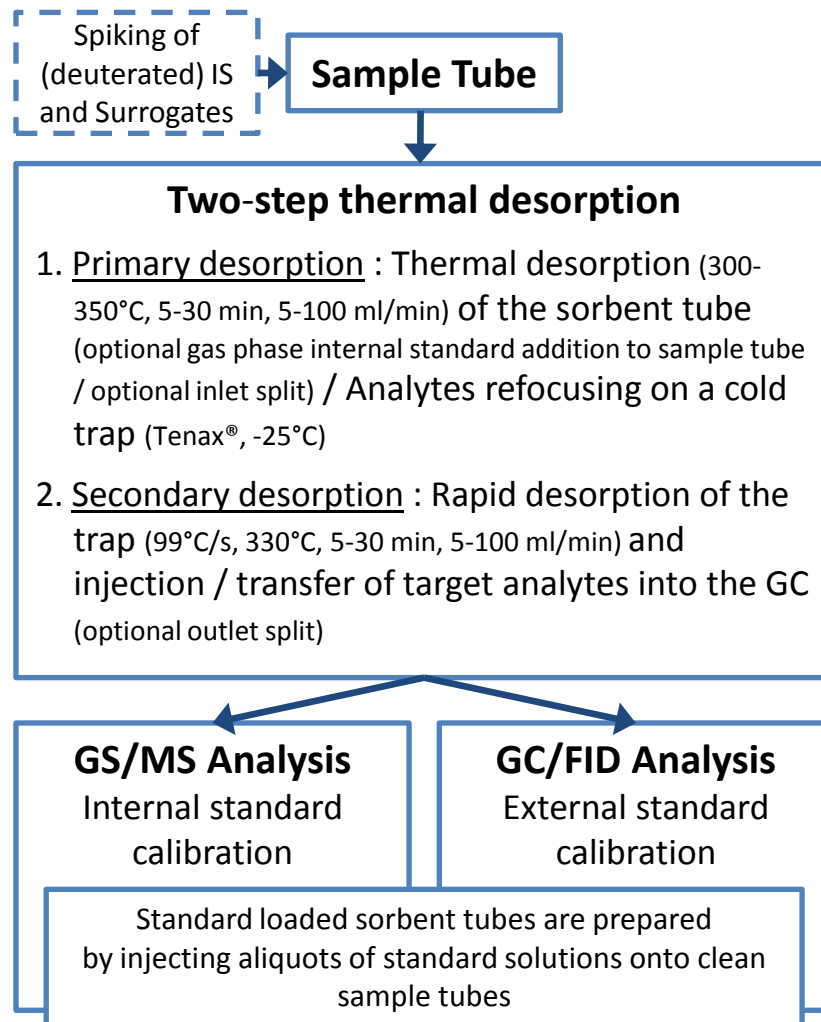 Spiking of
(deuterated) IS
and Surrogates
Sample Tube
Two-step thermal desorption
1. Primary desorption : Thermal desorption (300-
350°C, 5-30 min, 5-100 ml/min) of the sorbent tube
(optional gas phase internal standard addition to sample tube
/ optional inlet split) / Analytes refocusing on a cold
trap (Tenax®, -25°C)
2. Secondary desorption : Rapid desorption of the
trap (99°C/s, 330°C, 5-30 min, 5-100 ml/min) and
injection / transfer of target analytes into the GC
(optional outlet split)
GS/MS Analysis
Internal standard
calibration
GC/FID Analysis
External standard
calibration
Standard loaded sorbent tubes are prepared
by injecting aliquots of standard solutions onto clean
sample tubes